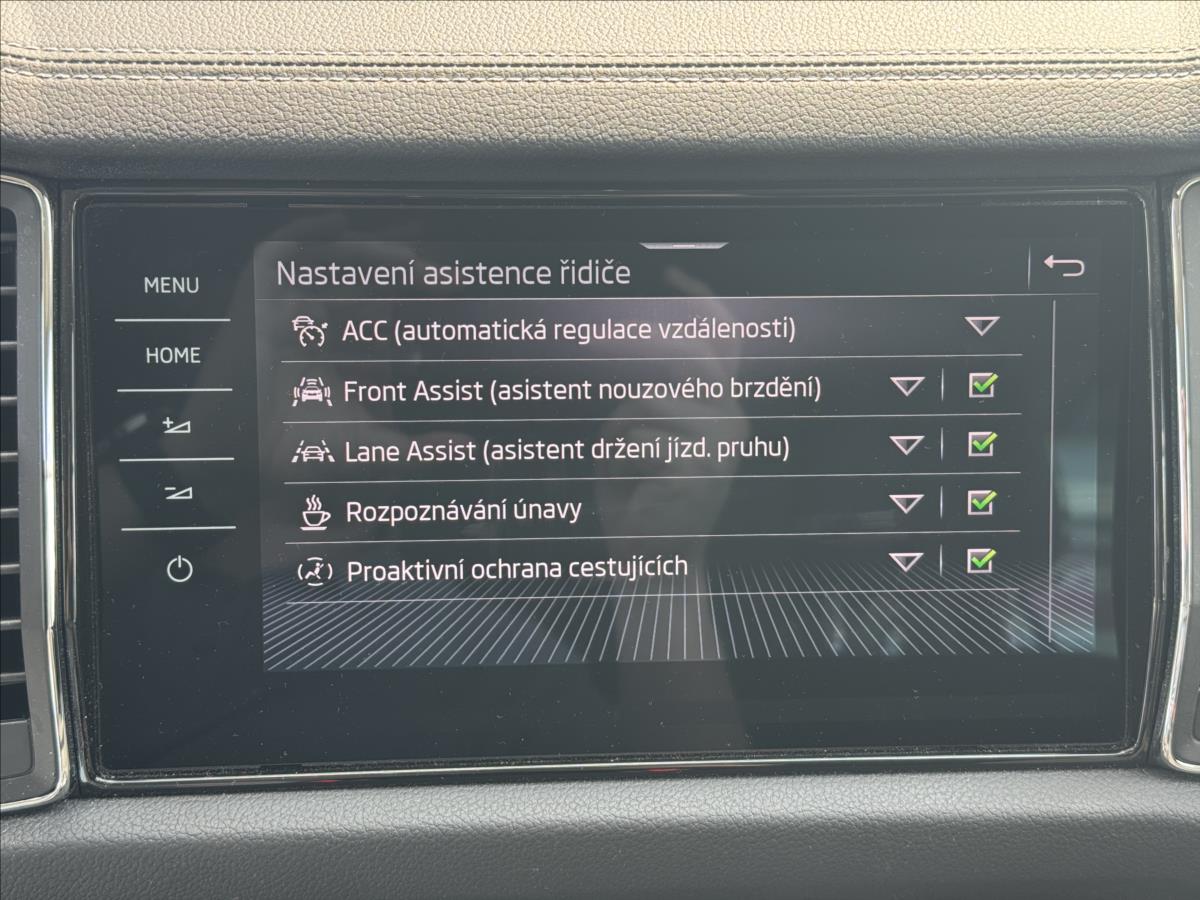 MENU
HOME
Nastavení asistence řidiče
ACC (automatická regulace vzdálenosti)
Front Assist (asistent nouzového brzdění)
Lane Assist (asistent držení jízd. pruhu)
Rozpoznávání únavy
Proaktivní ochrana cestujících